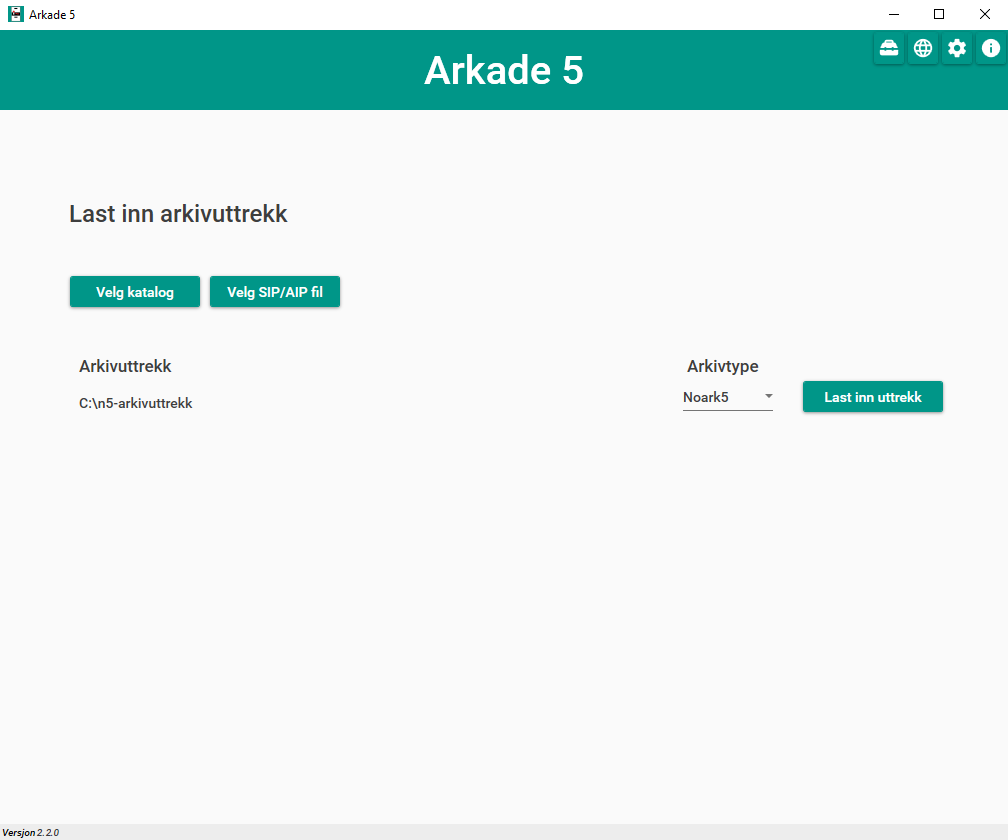 Arkade 5
Arkade 5
Last inn arkivuttrekk
Velg katalog
Velg SIP/AIP fil
Arkivuttrekk
Arkivtype
C:\n5-arkivuttrekk
Noark5
Last inn uttrekk
Versjon 2.2.0